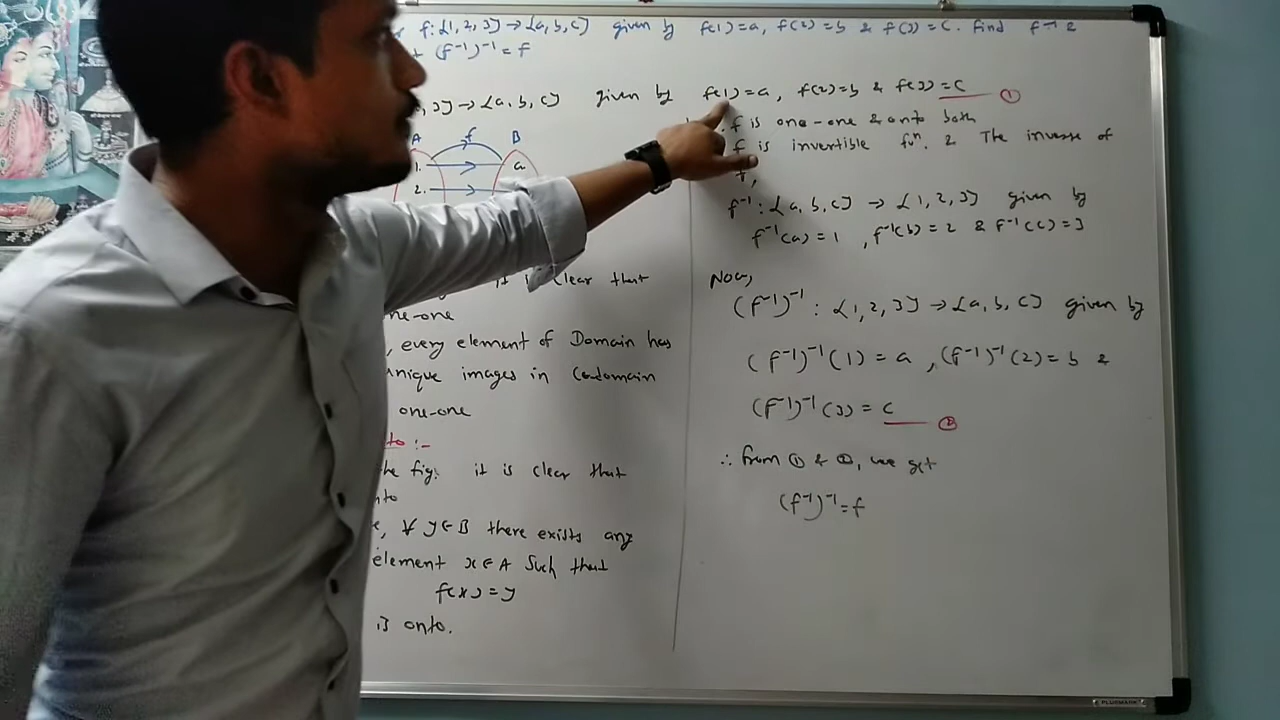 f: {1, 2, 3} → {a, b, c} given by f(1)=a, f(2)=b & f(3)=c. Find f⁻¹ &
(f⁻¹)⁻¹ = f
, 3} → {a, b, c} given by f(1)=a, f(2)=b & f(3)=c ①
A f B
1. a
2.
it is clear that
one-one
, every element of Domain has
unique images in Codomain
one-one
to :-
the fig. it is clear that
onto
, ∀ y ∈ B there exists any
element x ∈ A Such that
f(x) = y
is onto.
f is one-one & onto both
f is invertible fuⁿ. & The inverse of
f,
f⁻¹ : {a, b, c} → {1, 2, 3} given by
f⁻¹(a) = 1 , f⁻¹(b) = 2 & f⁻¹(c) = 3
Now,
(f⁻¹)⁻¹ : {1, 2, 3} → {a, b, c} given by
(f⁻¹)⁻¹(1) = a , (f⁻¹)⁻¹(2) = b &
(f⁻¹)⁻¹(3) = c ②
∴ from ① & ②, we get
(f⁻¹)⁻¹ = f